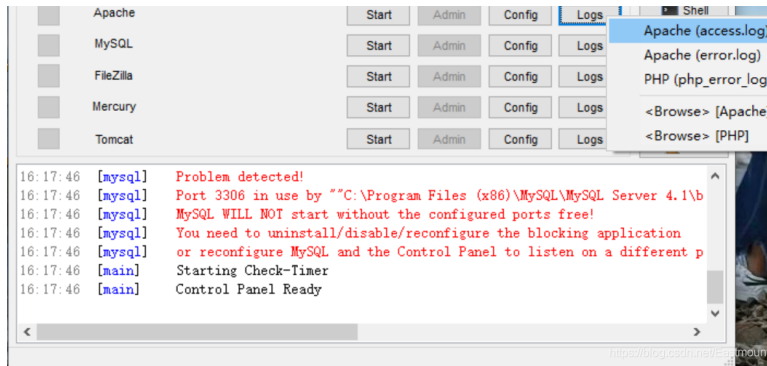 Apache Start Admin Config Logs Shell
Apache (access.log)
MySQL Start Admin Config Logs
Apache (error.log)
FileZilla Start Admin Config Logs
PHP (php_error_log
Mercury Start Admin Config Logs
<Browse> [Apache]
Tomcat Start Admin Config Logs
<Browse> [PHP]
16:17:46 [mysql] Problem detected!
16:17:46 [mysql] Port 3306 in use by ""C:\Program Files (x86)\MySQL\MySQL Server 4.1\b
16:17:46 [mysql] MySQL WILL NOT start without the configured ports free!
16:17:46 [mysql] You need to uninstall/disable/reconfigure the blocking application
16:17:46 [mysql] or reconfigure MySQL and the Control Panel to listen on a different p
16:17:46 [main] Starting Check-Timer
16:17:46 [main] Control Panel Ready
https://blog.csdn.net/Eastmount